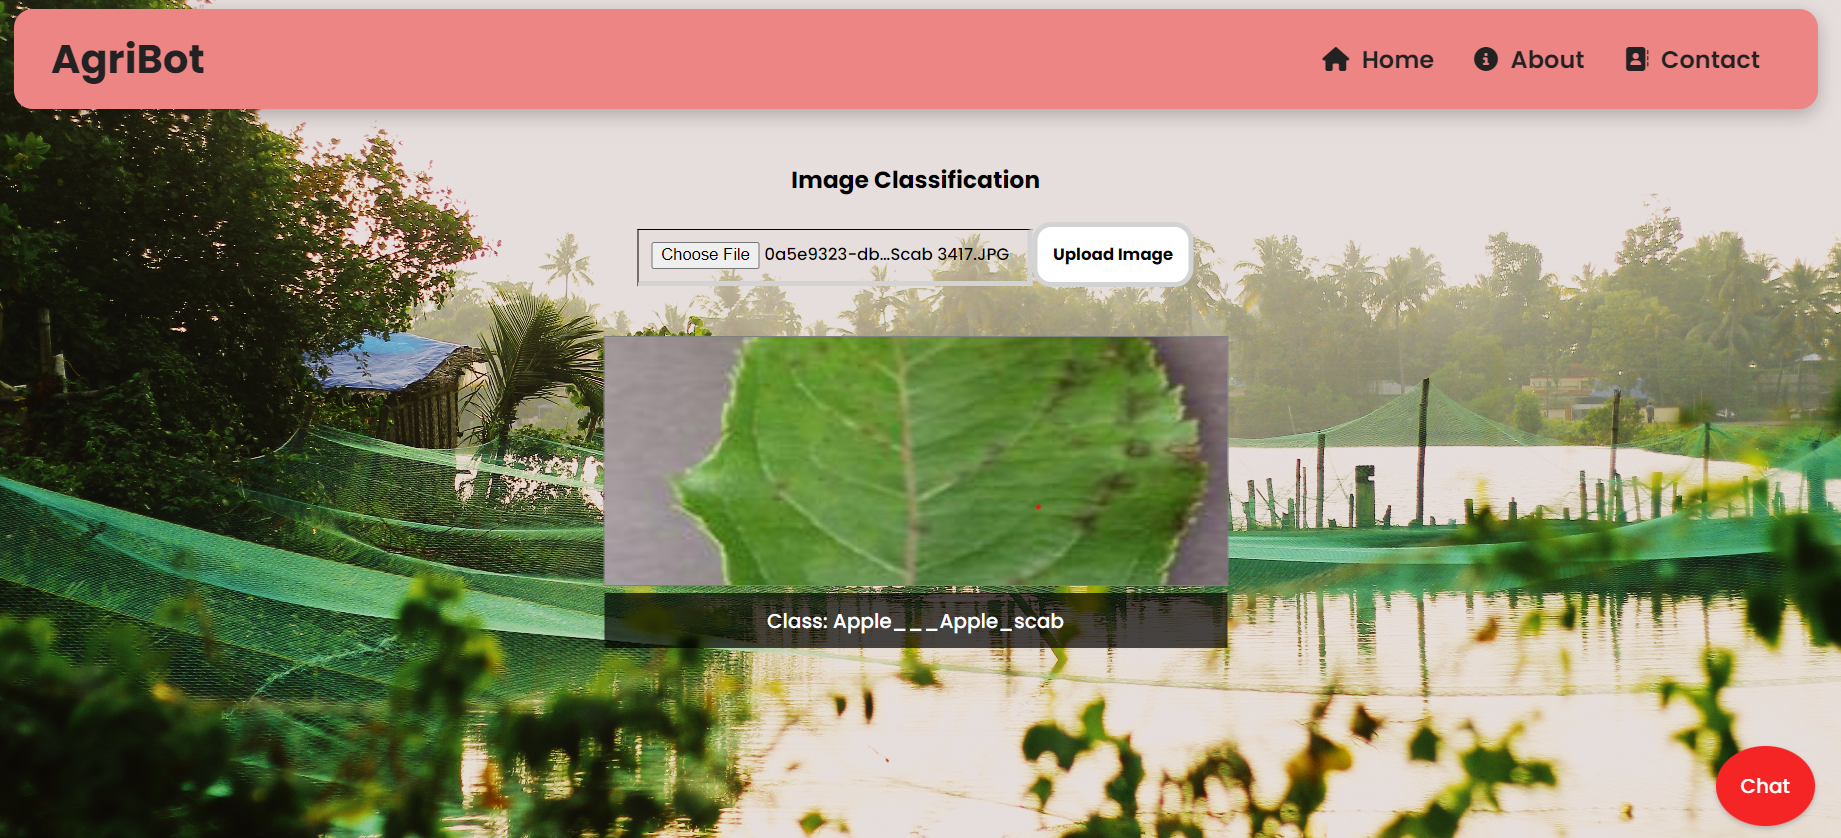 AgriBot
Home
About
Contact
Image Classification
Choose File 0a5e9323-db...Scab 3417.JPG
Upload Image
Class: Apple___Apple_scab
Chat